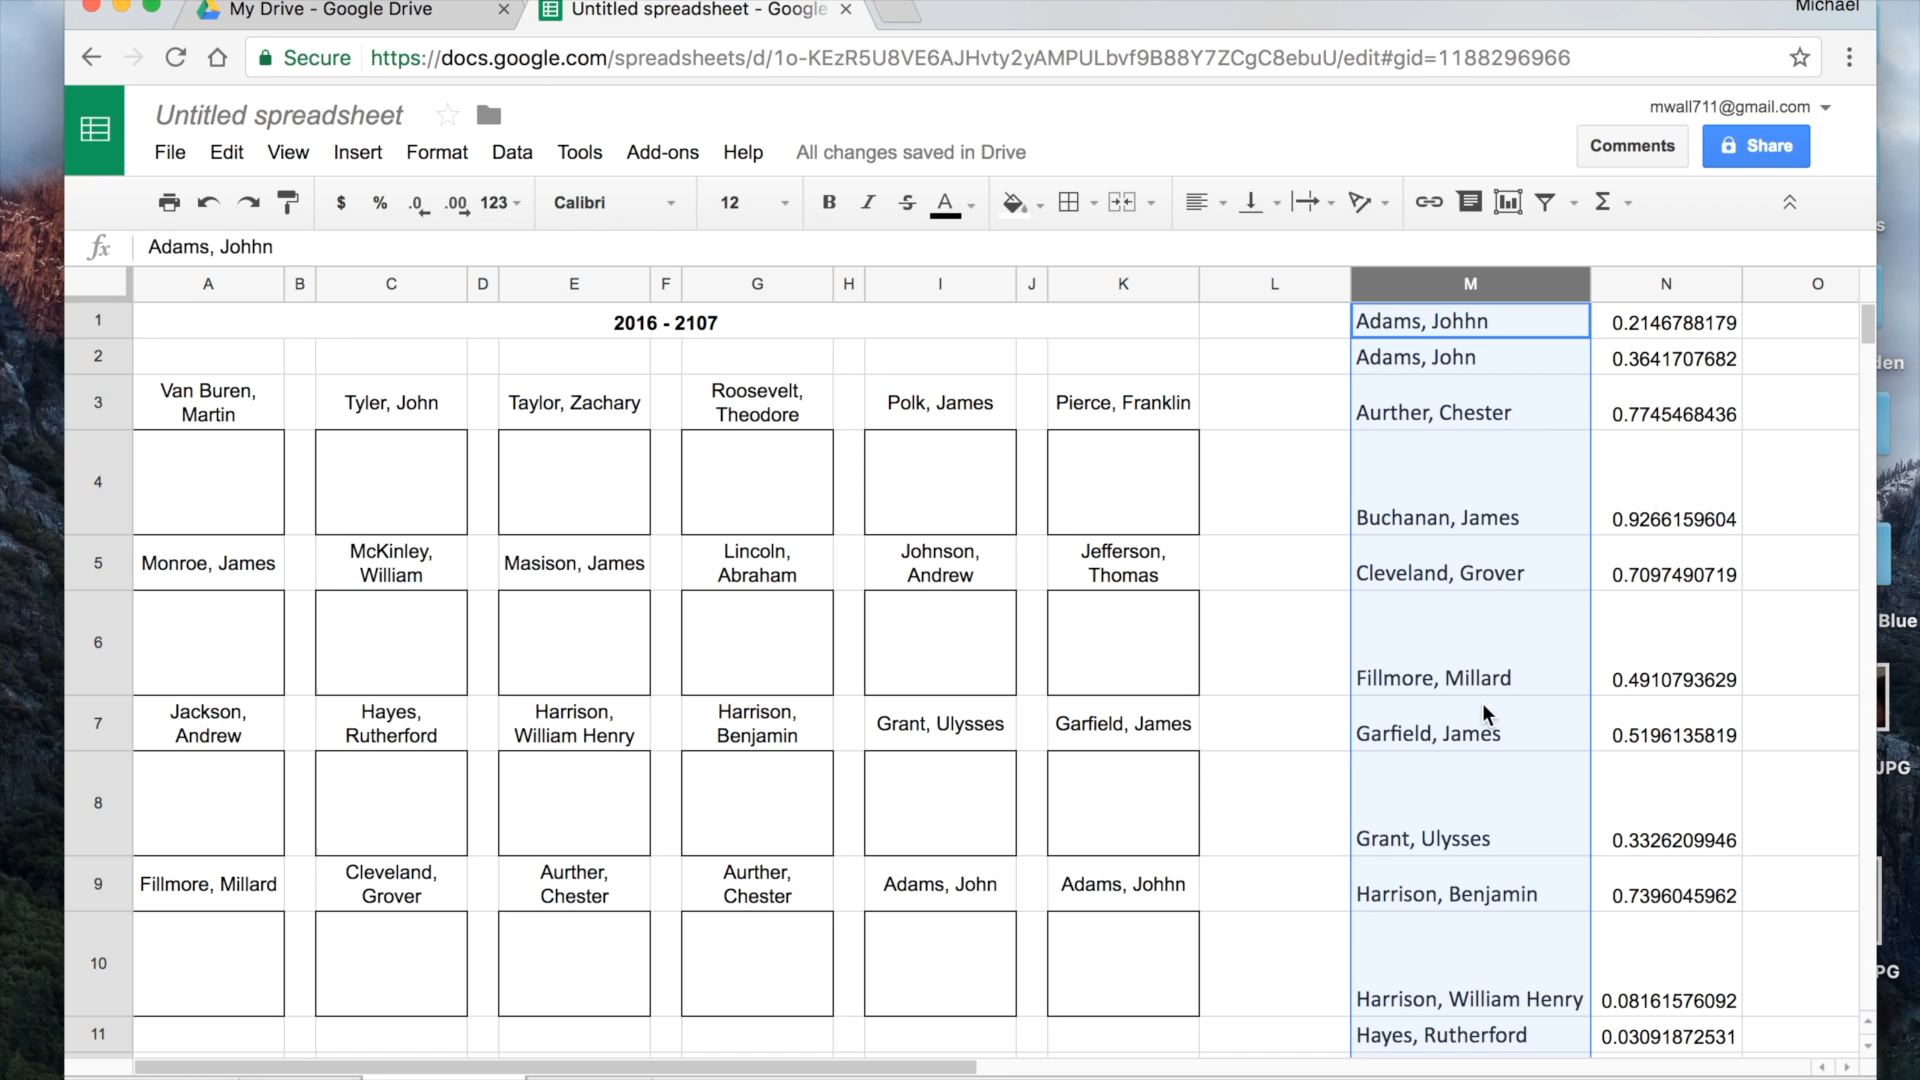 My Drive - Google Drive
Untitled spreadsheet - Google
Michael
Secure https://docs.google.com/spreadsheets/d/1o-KEzR5U8VE6AJHvty2yAMPULbvf9B88Y7ZCgC8ebuU/edit#gid=1188296966
Untitled spreadsheet
mwall711@gmail.com
File Edit View Insert Format Data Tools Add-ons Help All changes saved in Drive
Comments Share
$ % .0 .00 123 Calibri 12 B I S A Σ
fx Adams, Johhn
A B C D E F G H I J K L M N O
1 2016 - 2107 Adams, Johhn 0.2146788179
2 Adams, John 0.3641707682
3 Van Buren, Martin Tyler, John Taylor, Zachary Roosevelt, Theodore Polk, James Pierce, Franklin Aurther, Chester 0.7745468436
4 Buchanan, James 0.9266159604
5 Monroe, James McKinley, William Masison, James Lincoln, Abraham Johnson, Andrew Jefferson, Thomas Cleveland, Grover 0.7097490719
6 Fillmore, Millard 0.4910793629
7 Jackson, Andrew Hayes, Rutherford Harrison, William Henry Harrison, Benjamin Grant, Ulysses Garfield, James Garfield, James 0.5196135819
8 Grant, Ulysses 0.3326209946
9 Fillmore, Millard Cleveland, Grover Aurther, Chester Aurther, Chester Adams, John Adams, Johhn Harrison, Benjamin 0.7396045962
10 Harrison, William Henry 0.08161576092
11 Hayes, Rutherford 0.03091872531
Blue
JPG
PG